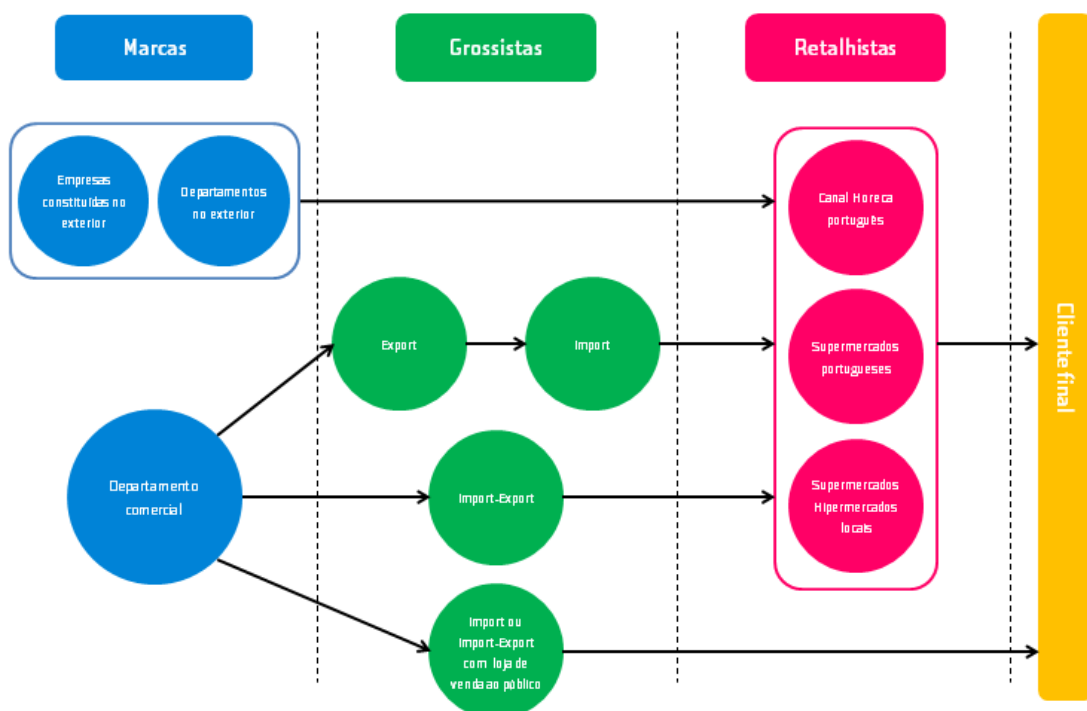 Marcas
Grossistas
Retalhistas
Empresas
constituídas no
exterior
Departamentos
no exterior
Canal Horeca
português
Export
Import
Supermercados
portugueses
Cliente final
Departamento
comercial
Import-Export
Supermercados
Hipermercados
locais
Import ou
Import-Export
com loja de
venda ao público